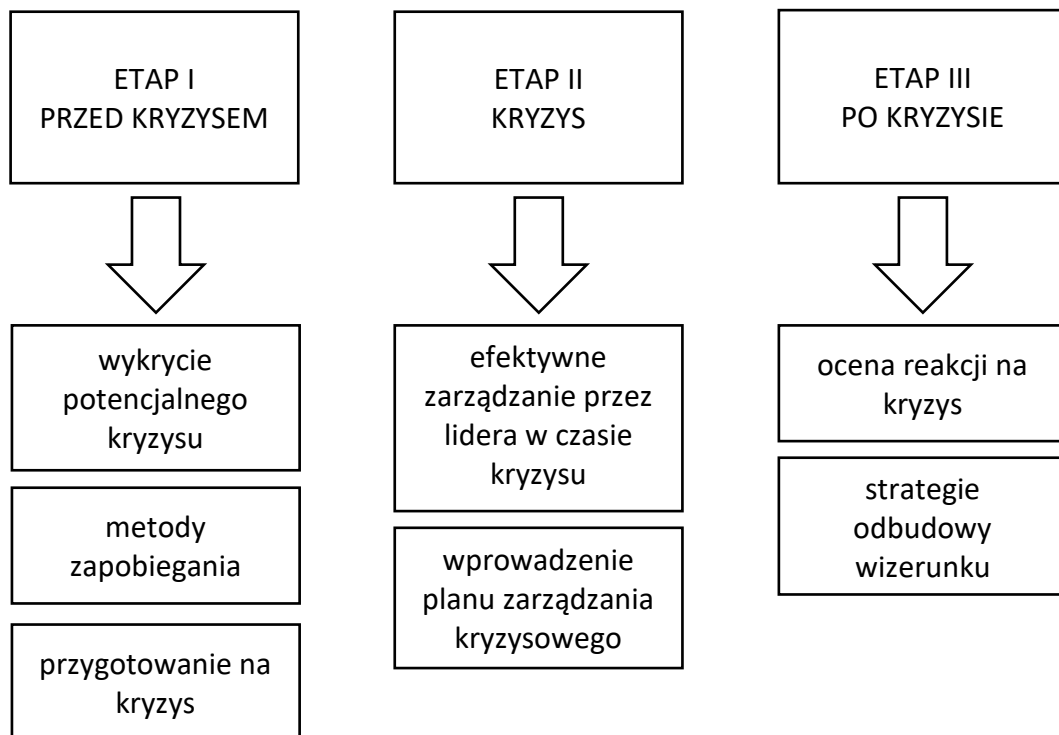 ETAP I
PRZED KRYZYSEM
ETAP II
KRYZYS
ETAP III
PO KRYZYSIE
wykrycie
potencjalnego
kryzysu
metody
zapobiegania
przygotowanie na
kryzys
efektywne
zarządzanie przez
lidera w czasie
kryzysu
wprowadzenie
planu zarządzania
kryzysowego
ocena reakcji na
kryzys
strategie
odbudowy
wizerunku